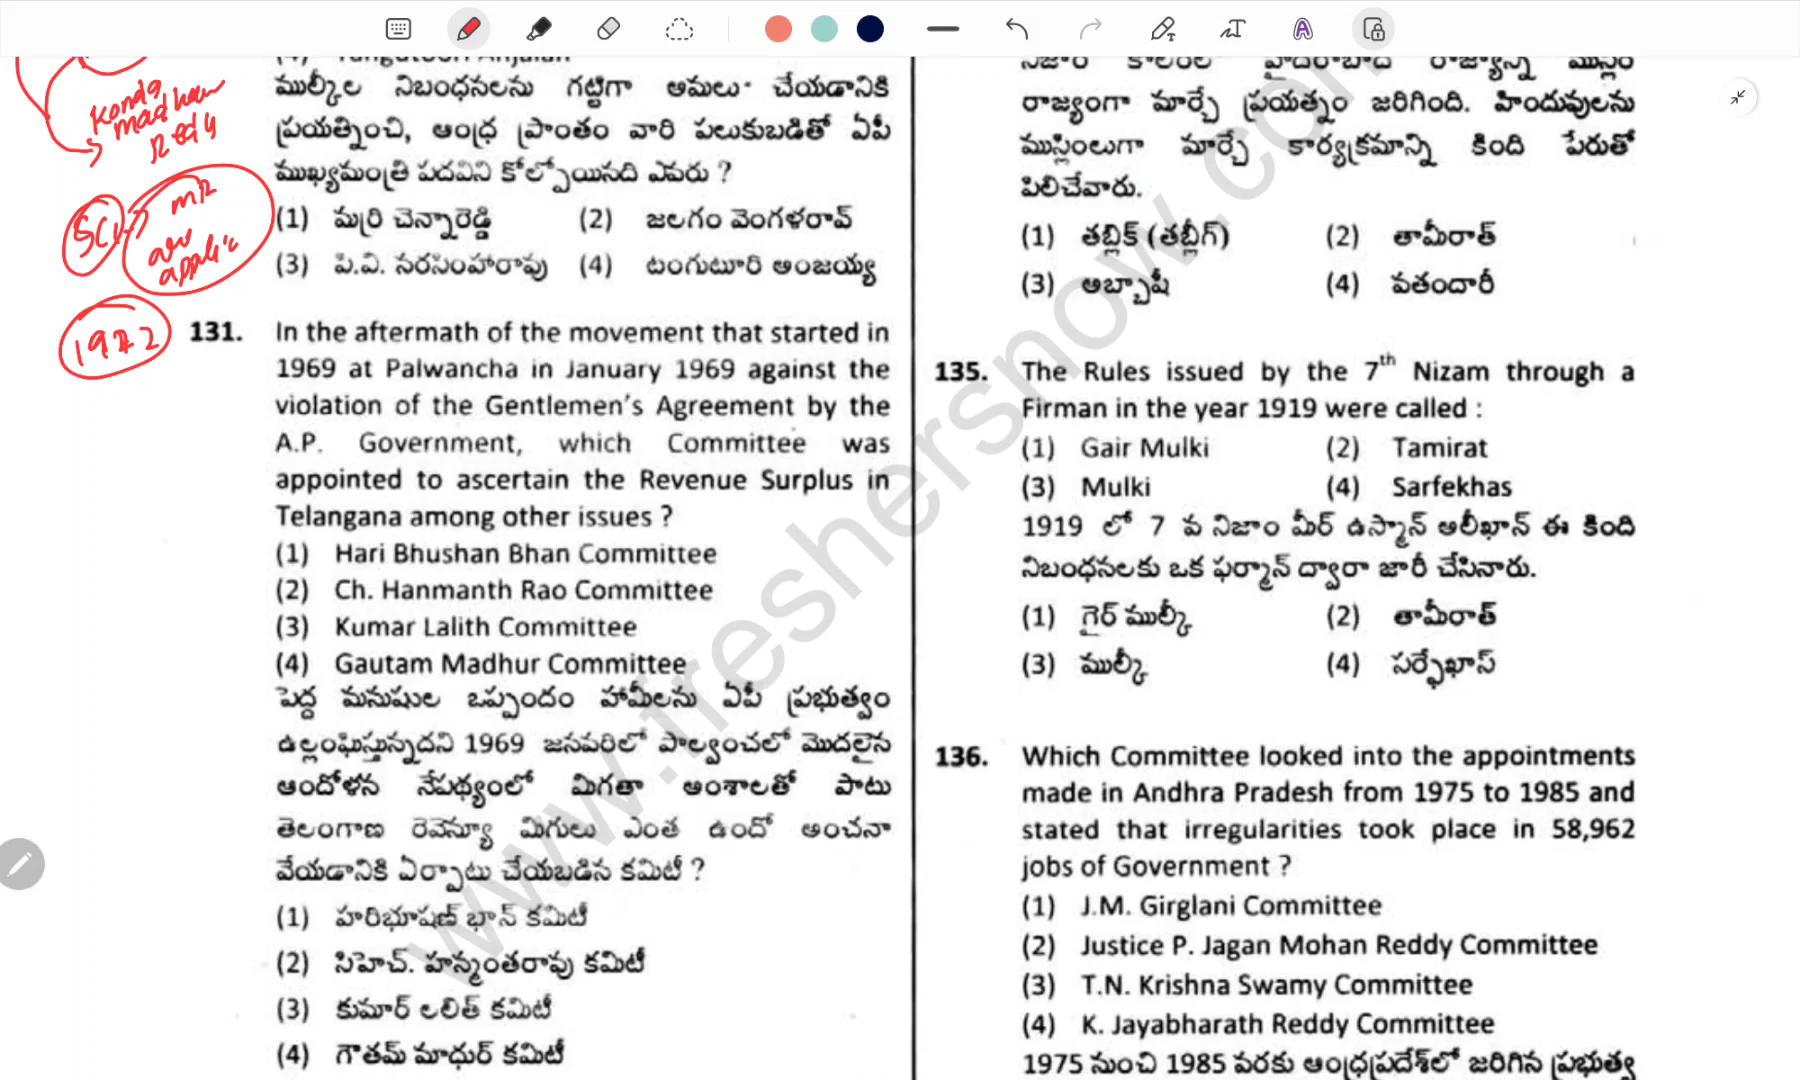 Konda
madhava
Redy
SC
MR
are
applic
1972
ముల్కీల నిబంధనలను గట్టిగా అమలు చేయడానికి
ప్రయత్నించి, ఆంధ్ర ప్రాంతం వారి పలుకుబడితో ఏపీ
ముఖ్యమంత్రి పదవిని కోల్పోయినది ఎవరు ?
(1) మర్రి చెన్నారెడ్డి (2) జలగం వెంగళరావ్
(3) పి.వి. నరసింహారావు (4) టంగుటూరి అంజయ్య
131. In the aftermath of the movement that started in
1969 at Palwancha in January 1969 against the
violation of the Gentlemen's Agreement by the
A.P. Government, which Committee was
appointed to ascertain the Revenue Surplus in
Telangana among other issues ?
(1) Hari Bhushan Bhan Committee
(2) Ch. Hanmanth Rao Committee
(3) Kumar Lalith Committee
(4) Gautam Madhur Committee
పెద్ద మనుషుల ఒప్పందం హామీలను ఏపీ ప్రభుత్వం
ఉల్లంఘిస్తున్నదని 1969 జనవరిలో పాల్వంచలో మొదలైన
ఆందోళన నేపథ్యంలో మిగతా అంశాలతో పాటు
తెలంగాణ రెవెన్యూ మిగులు ఎంత ఉందో అంచనా
వేయడానికి ఏర్పాటు చేయబడిన కమిటీ ?
(1) హరిభూషణ్ భాన్ కమిటీ
(2) సిహెచ్. హన్మంతరావు కమిటీ
(3) కుమార్ లలిత్ కమిటీ
(4) గౌతమ్ మాధుర్ కమిటీ
నిజాం కాలంలో హైదరాబాద్ రాజ్యాన్ని ముస్లిం
రాజ్యంగా మార్చే ప్రయత్నం జరిగింది. హిందువులను
ముస్లింలుగా మార్చే కార్యక్రమాన్ని కింది పేరుతో
పిలిచేవారు.
(1) తబ్లిక్ (తబ్లీగ్) (2) తామీరాత్
(3) అబ్బాషీ (4) వతందారీ
135. The Rules issued by the 7th Nizam through a
Firman in the year 1919 were called :
(1) Gair Mulki (2) Tamirat
(3) Mulki (4) Sarfekhas
1919 లో 7 వ నిజాం మీర్ ఉస్మాన్ అలీఖాన్ ఈ కింది
నిబంధనలకు ఒక ఫర్మాన్ ద్వారా జారీ చేసినారు.
(1) గైర్ ముల్కీ (2) తామీరాత్
(3) ముల్కీ (4) సర్ఫేఖాస్
136. Which Committee looked into the appointments
made in Andhra Pradesh from 1975 to 1985 and
stated that irregularities took place in 58,962
jobs of Government ?
(1) J.M. Girglani Committee
(2) Justice P. Jagan Mohan Reddy Committee
(3) T.N. Krishna Swamy Committee
(4) K. Jayabharath Reddy Committee
1975 నుంచి 1985 వరకు ఆంధ్రప్రదేశ్‌లో జరిగిన ప్రభుత్వ
www.freshersnow.com